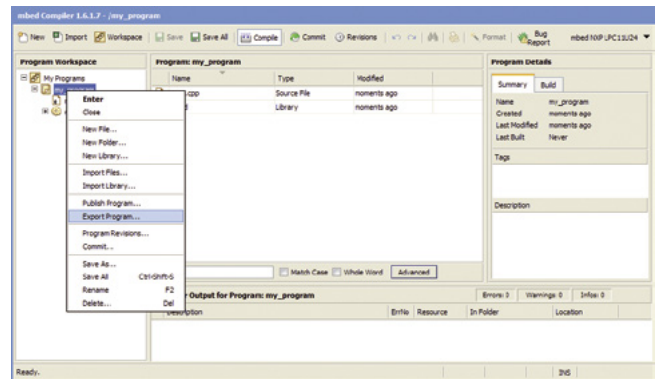 mbed Compiler 1.6.1.7 - /my_program
New Import Workspace Save Save All Compile Commit Revisions Format Bug Report mbed NXP LPC11U24
Program Workspace
My Programs
my_program
Enter
Close
New File...
New Folder...
New Library...
Import Files...
Import Library...
Publish Program...
Export Program...
Program Revisions...
Commit...
Save As...
Save All Ctrl-Shift-S
Rename F2
Delete... Del
Program: my_program
Name Type Modified
.cpp Source File moments ago
d Library moments ago
Match Case Whole Word Advanced
Program Details
Summary Build
Name my_program
Created moments ago
Last Modified moments ago
Last Built Never
Tags
Description
Output for Program: my_program Errors: 0 Warnings: 0 Infos: 0
Description ErrNo Resource In Folder Location
Ready. INS